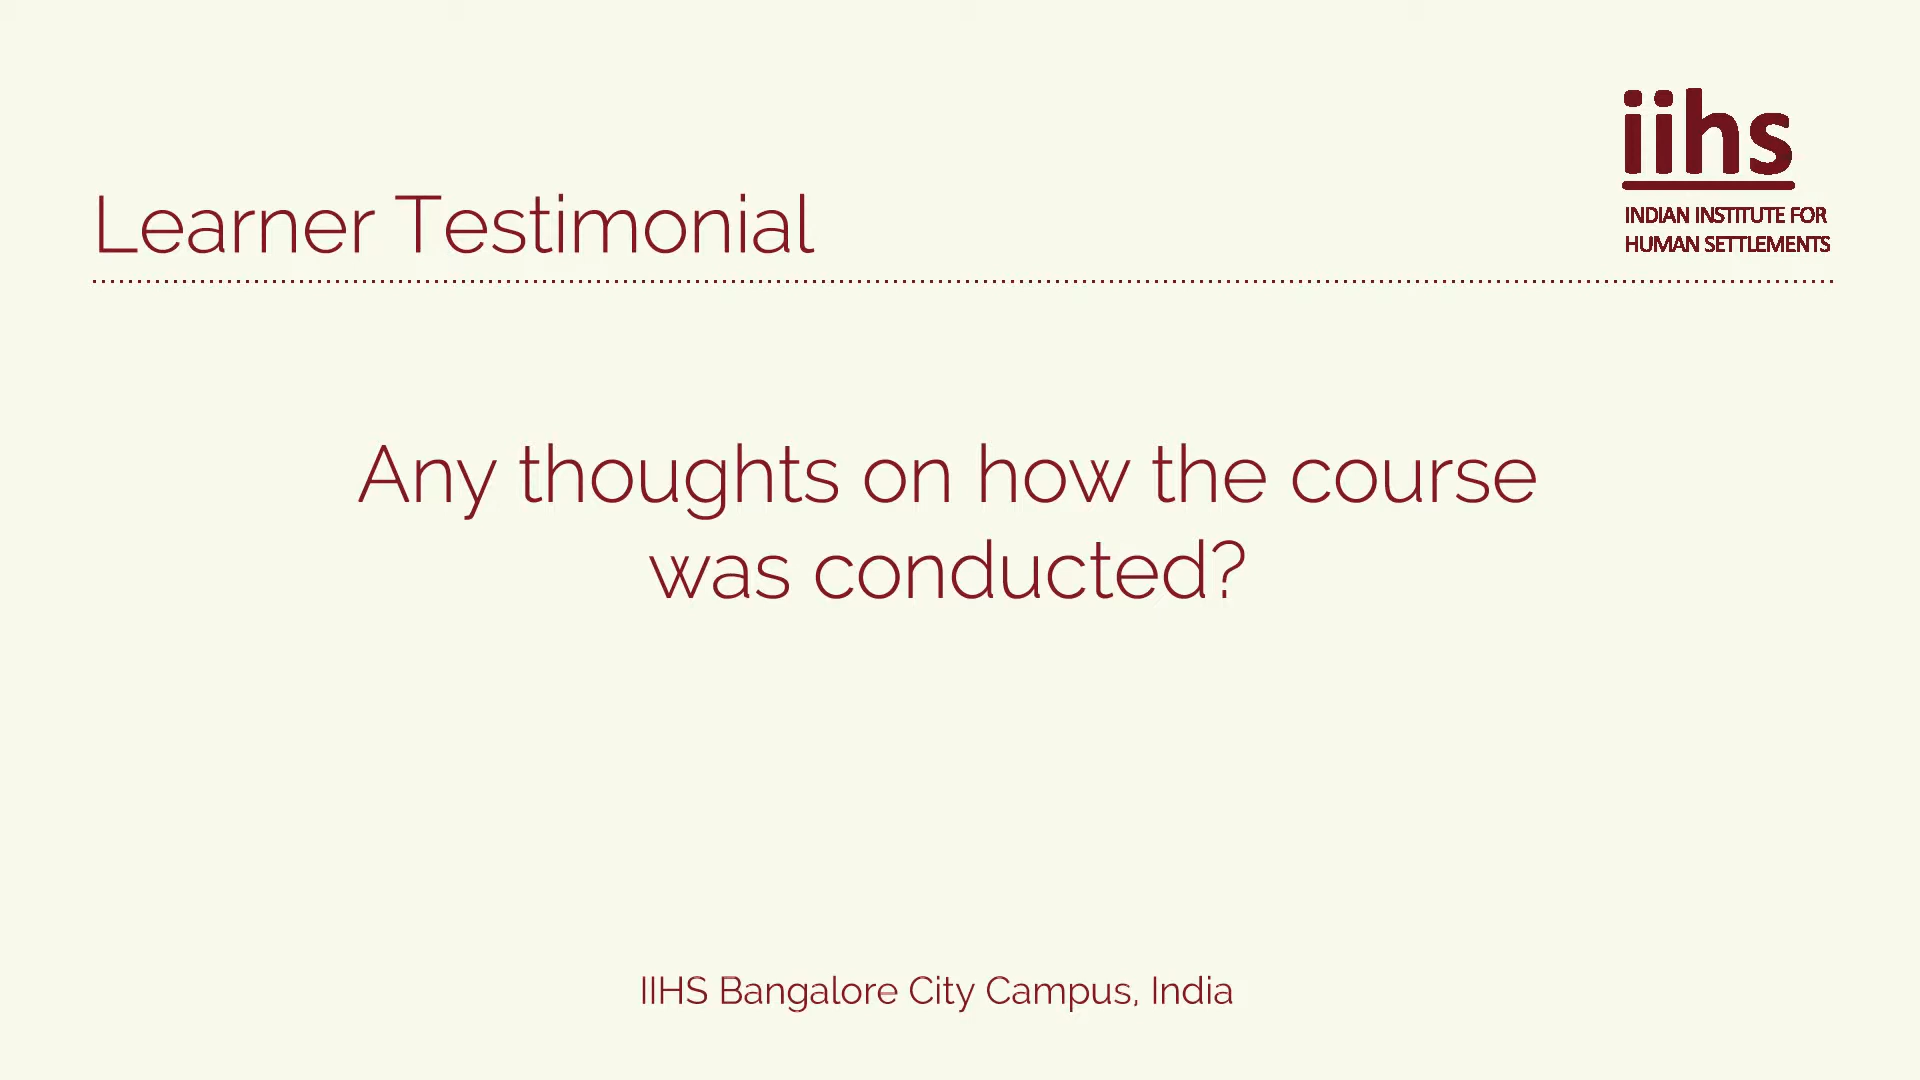 iihs
INDIAN INSTITUTE FOR
HUMAN SETTLEMENTS
Learner Testimonial
Any thoughts on how the course
was conducted?
IIHS Bangalore City Campus, India